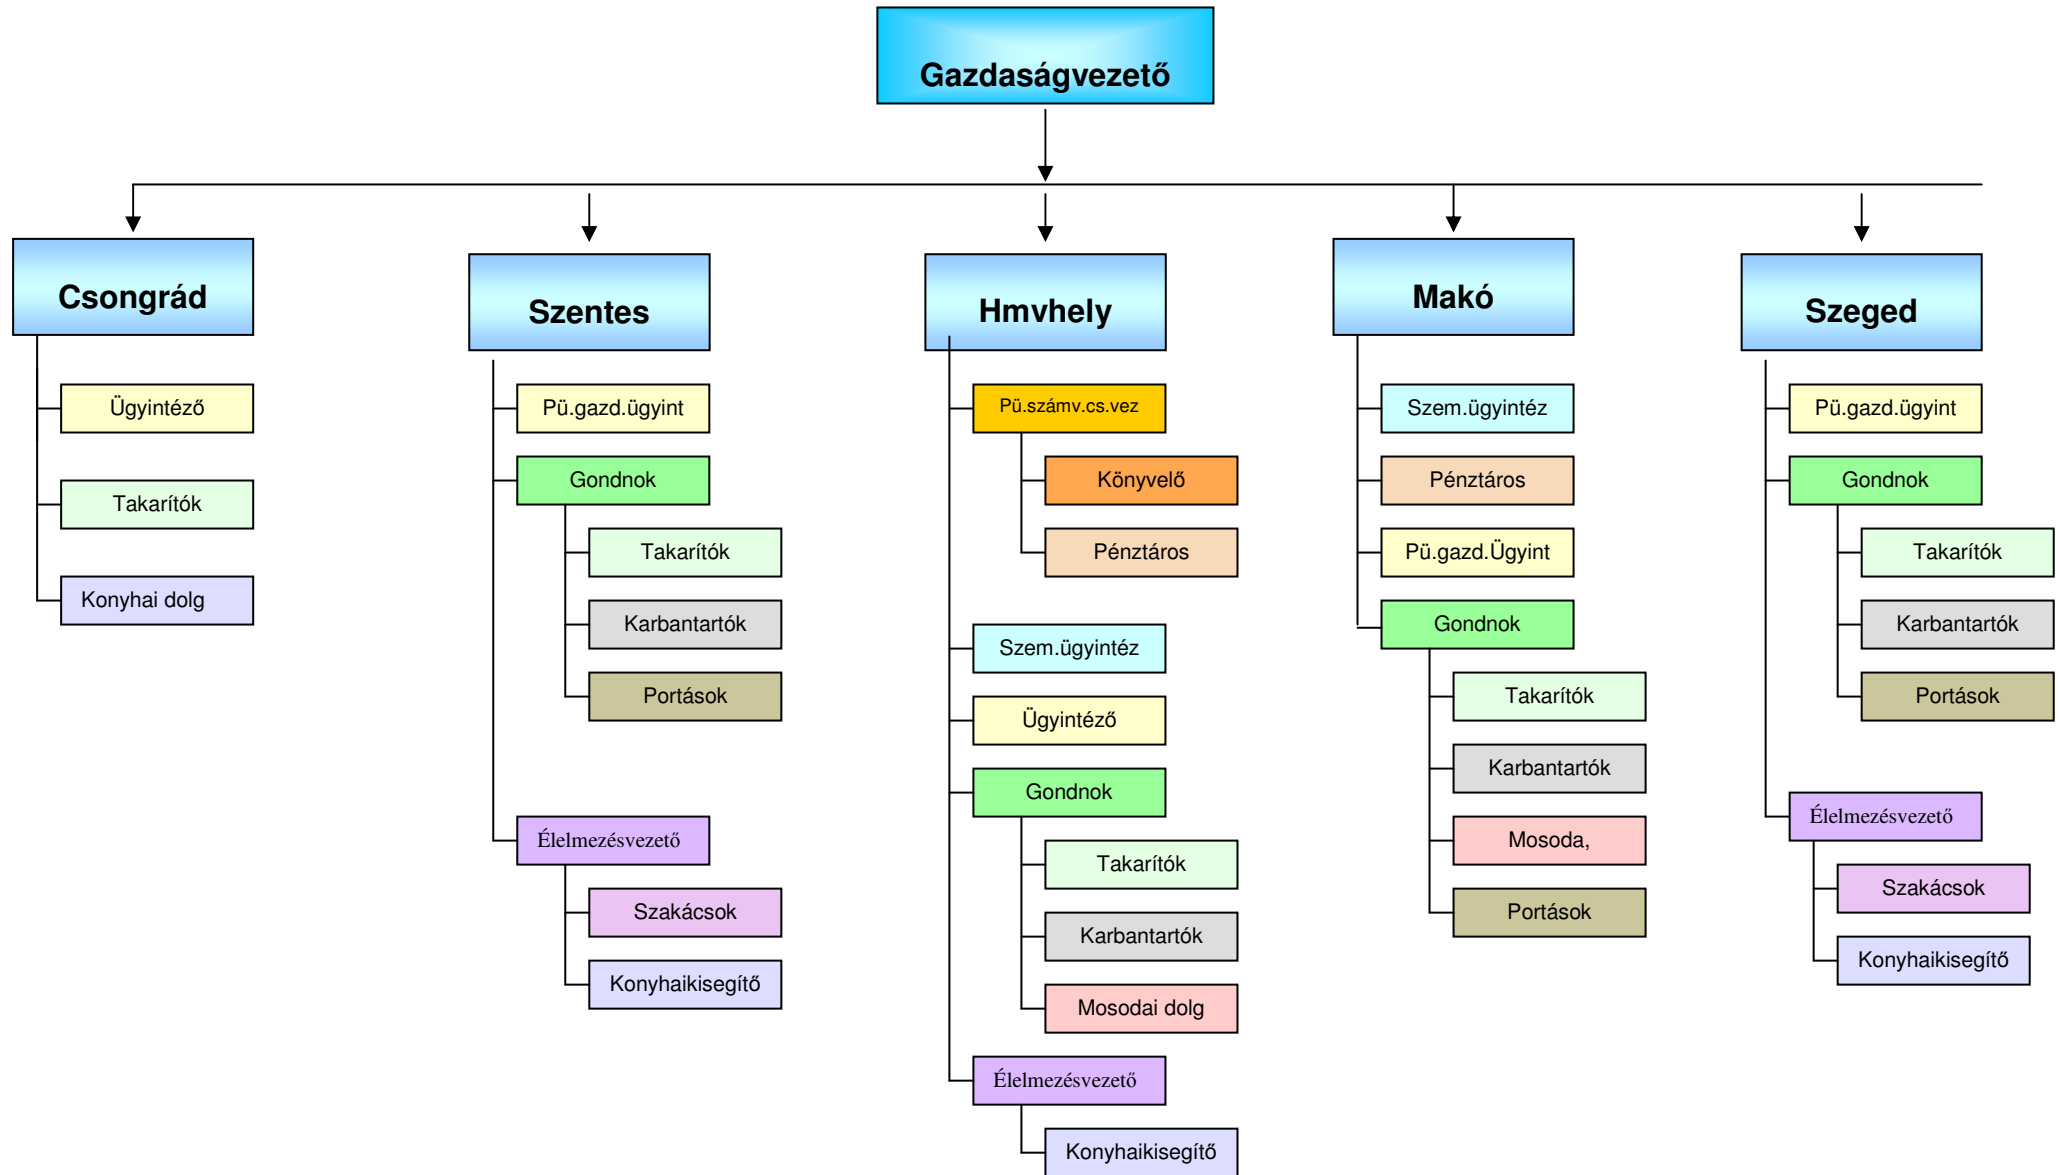 Gazdaságvezető
Csongrád
Ügyintéző
Takarítók
Konyhai dolg
Szentes
Pü.gazd.ügyint
Gondnok
Takarítók
Karbantartók
Portások
Élelmezésvezető
Szakácsok
Konyhaikisegítő
Hmvhely
Pü.számv.cs.vez
Könyvelő
Pénztáros
Szem.ügyintéz
Ügyintéző
Gondnok
Takarítók
Karbantartók
Mosodai dolg
Élelmezésvezető
Konyhaikisegítő
Makó
Szem.ügyintéz
Pénztáros
Pü.gazd.Ügyint
Gondnok
Takarítók
Karbantartók
Mosoda,
Portások
Szeged
Pü.gazd.ügyint
Gondnok
Takarítók
Karbantartók
Portások
Élelmezésvezető
Szakácsok
Konyhaikisegítő